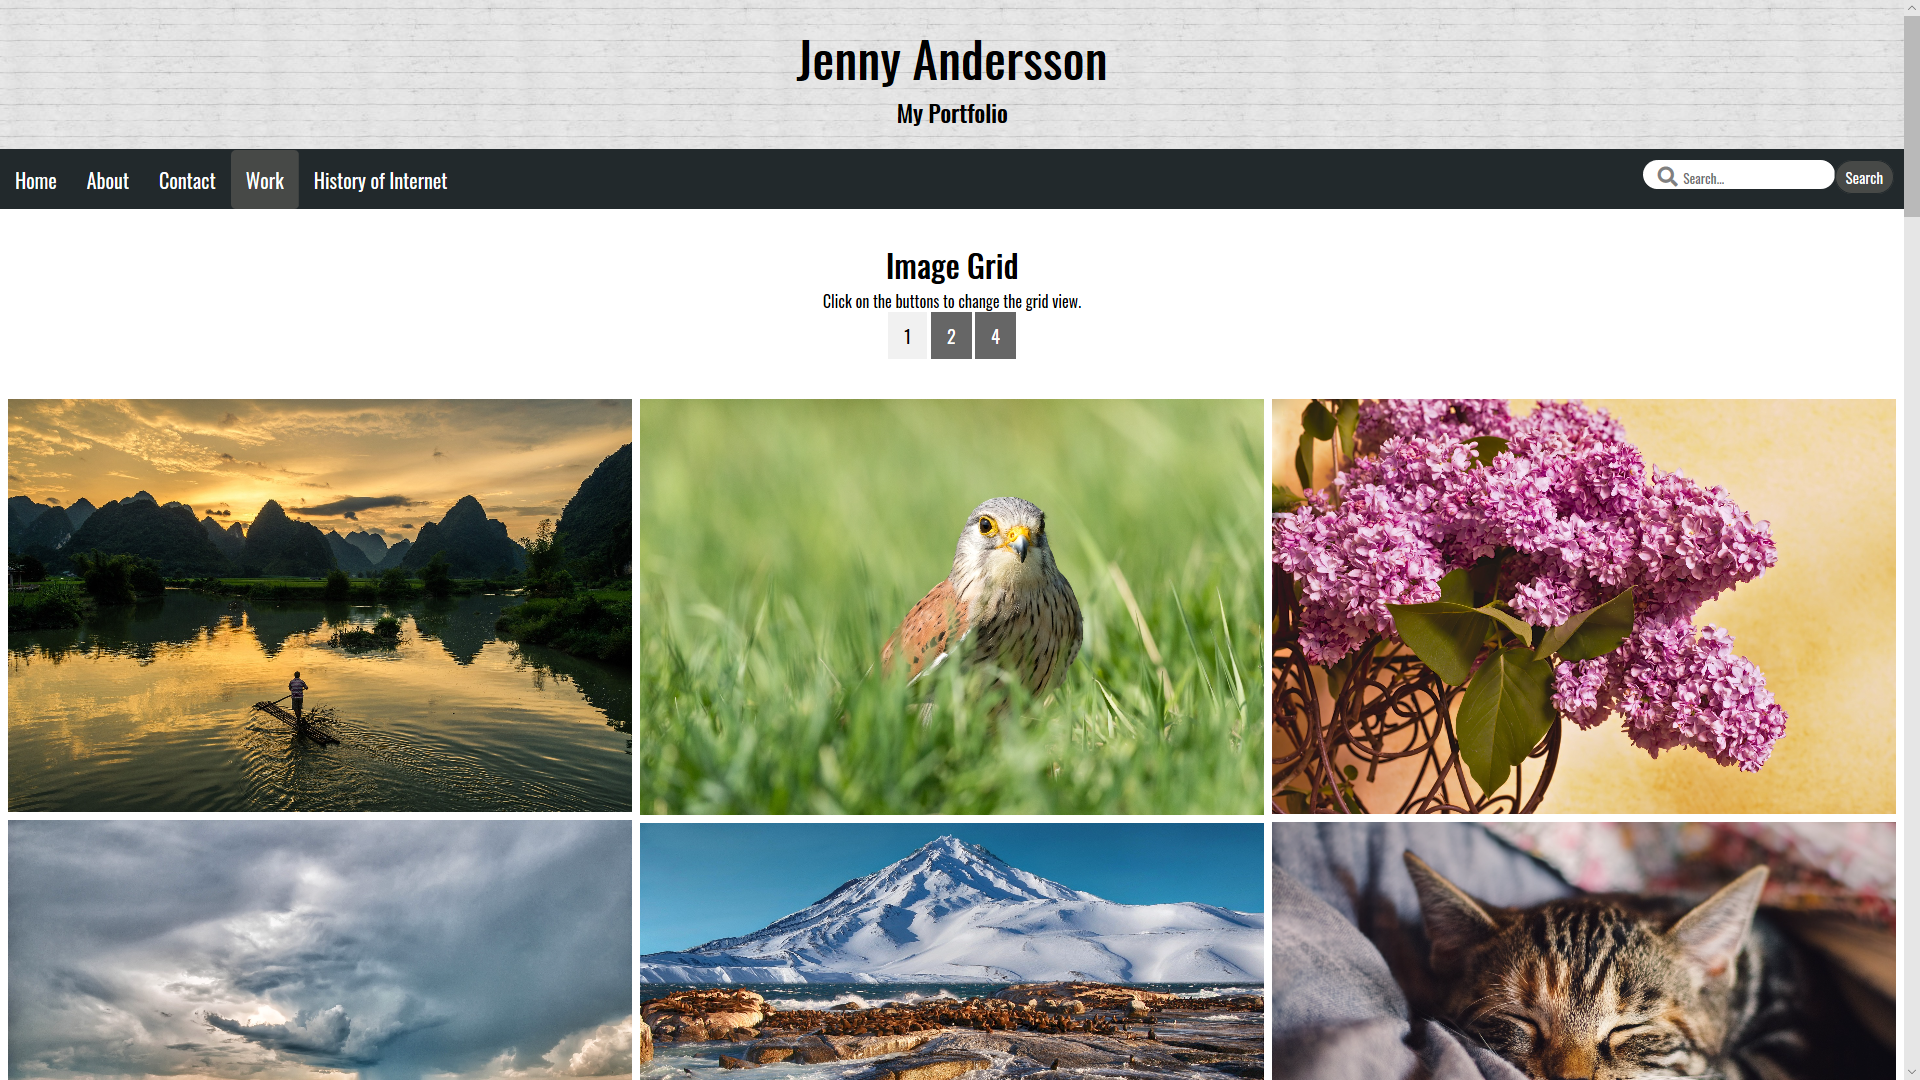 Jenny Andersson
My Portfolio
Home About Contact Work History of Internet Search... Search
Image Grid
Click on the buttons to change the grid view.
1 2 4